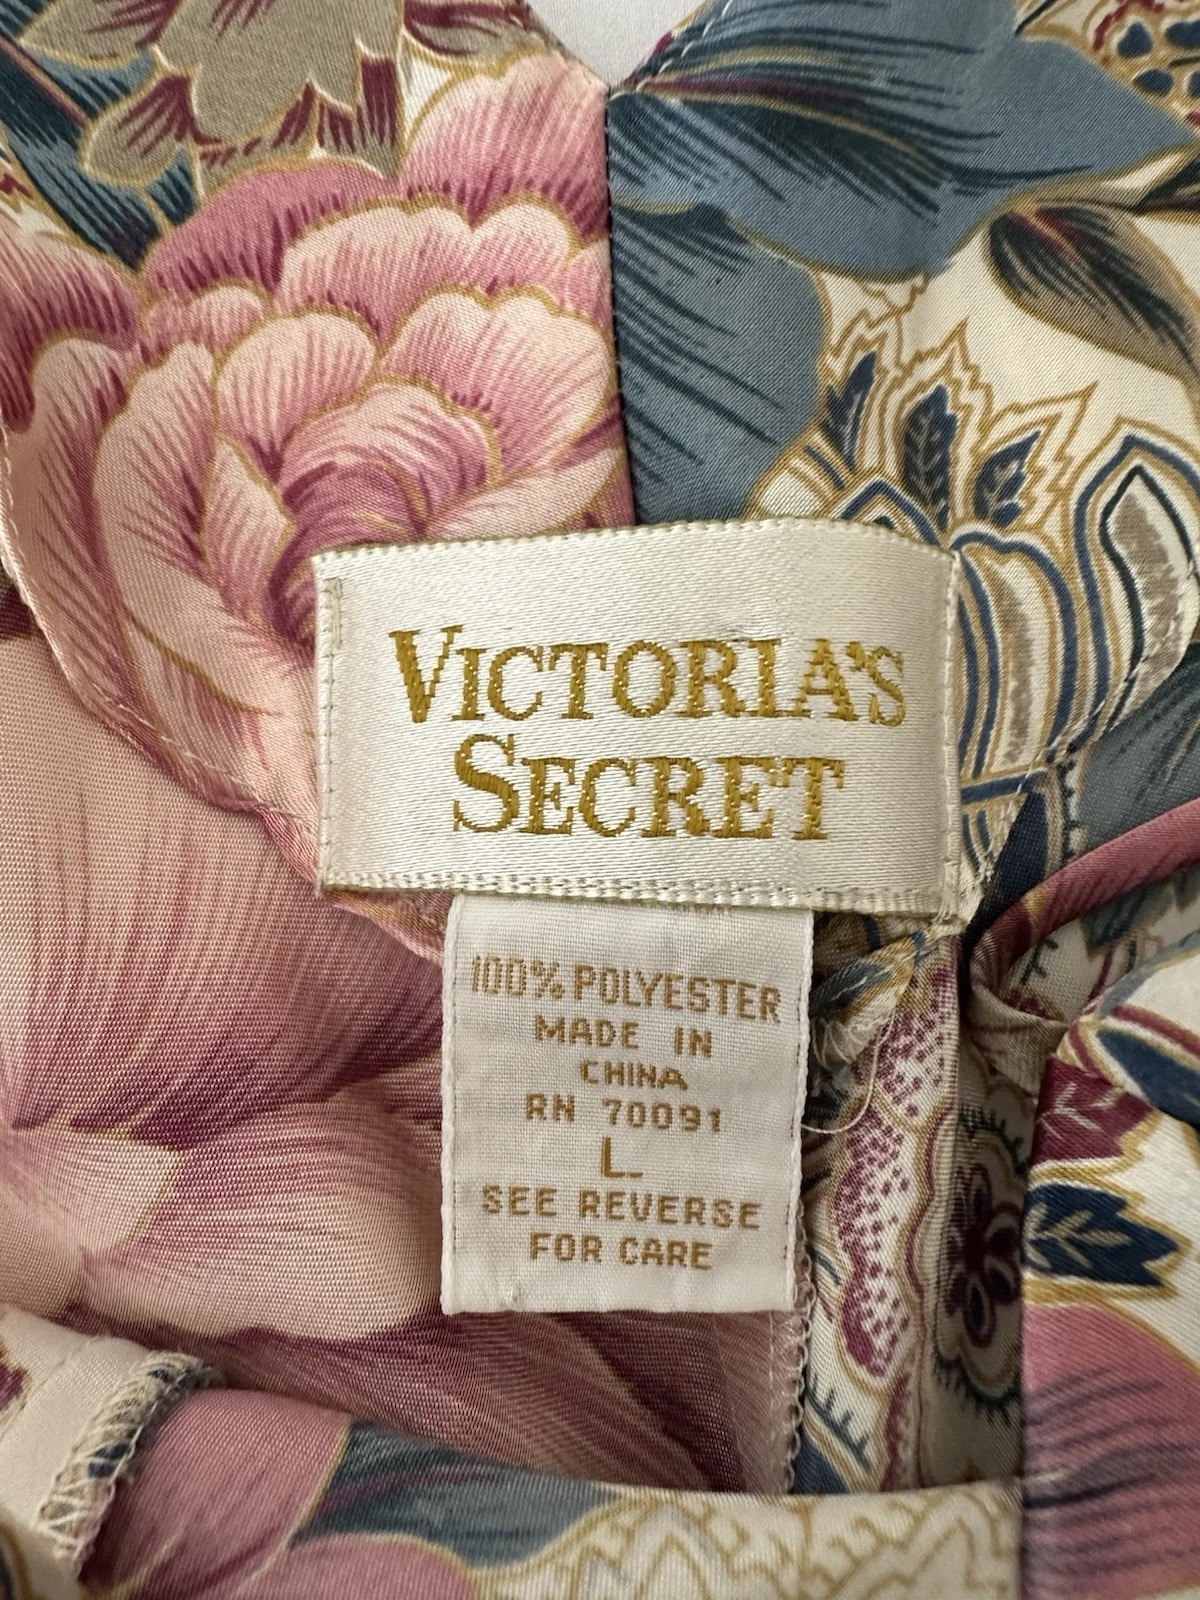 VICTORIA'S
SECRET
100% POLYESTER
MADE IN
CHINA
RN 70091
L
SEE REVERSE
FOR CARE